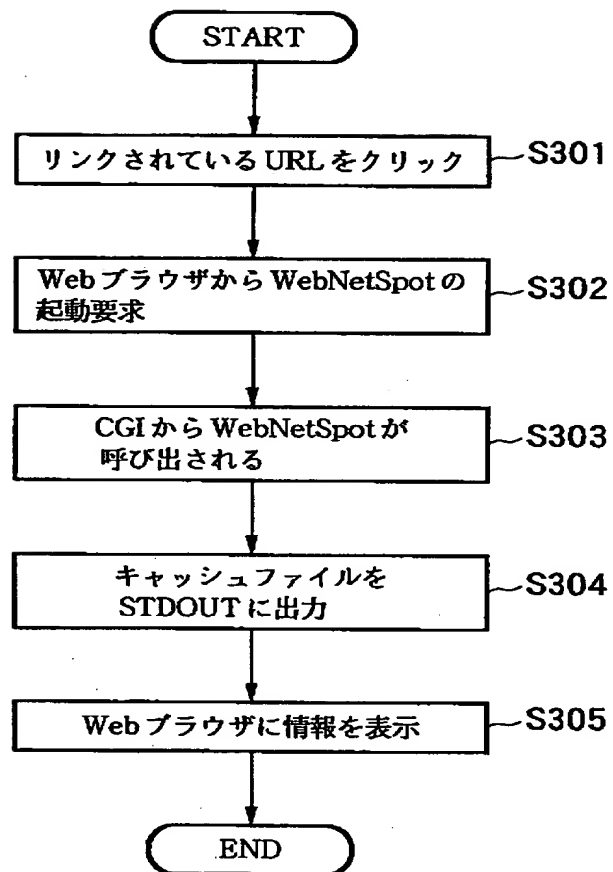 START
リンクされているURLをクリック
S301
WebブラウザからWebNetSpotの
起動要求
S302
CGIからWebNetSpotが
呼び出される
S303
キャッシュファイルを
STDOUTに出力
S304
Webブラウザに情報を表示
S305
END